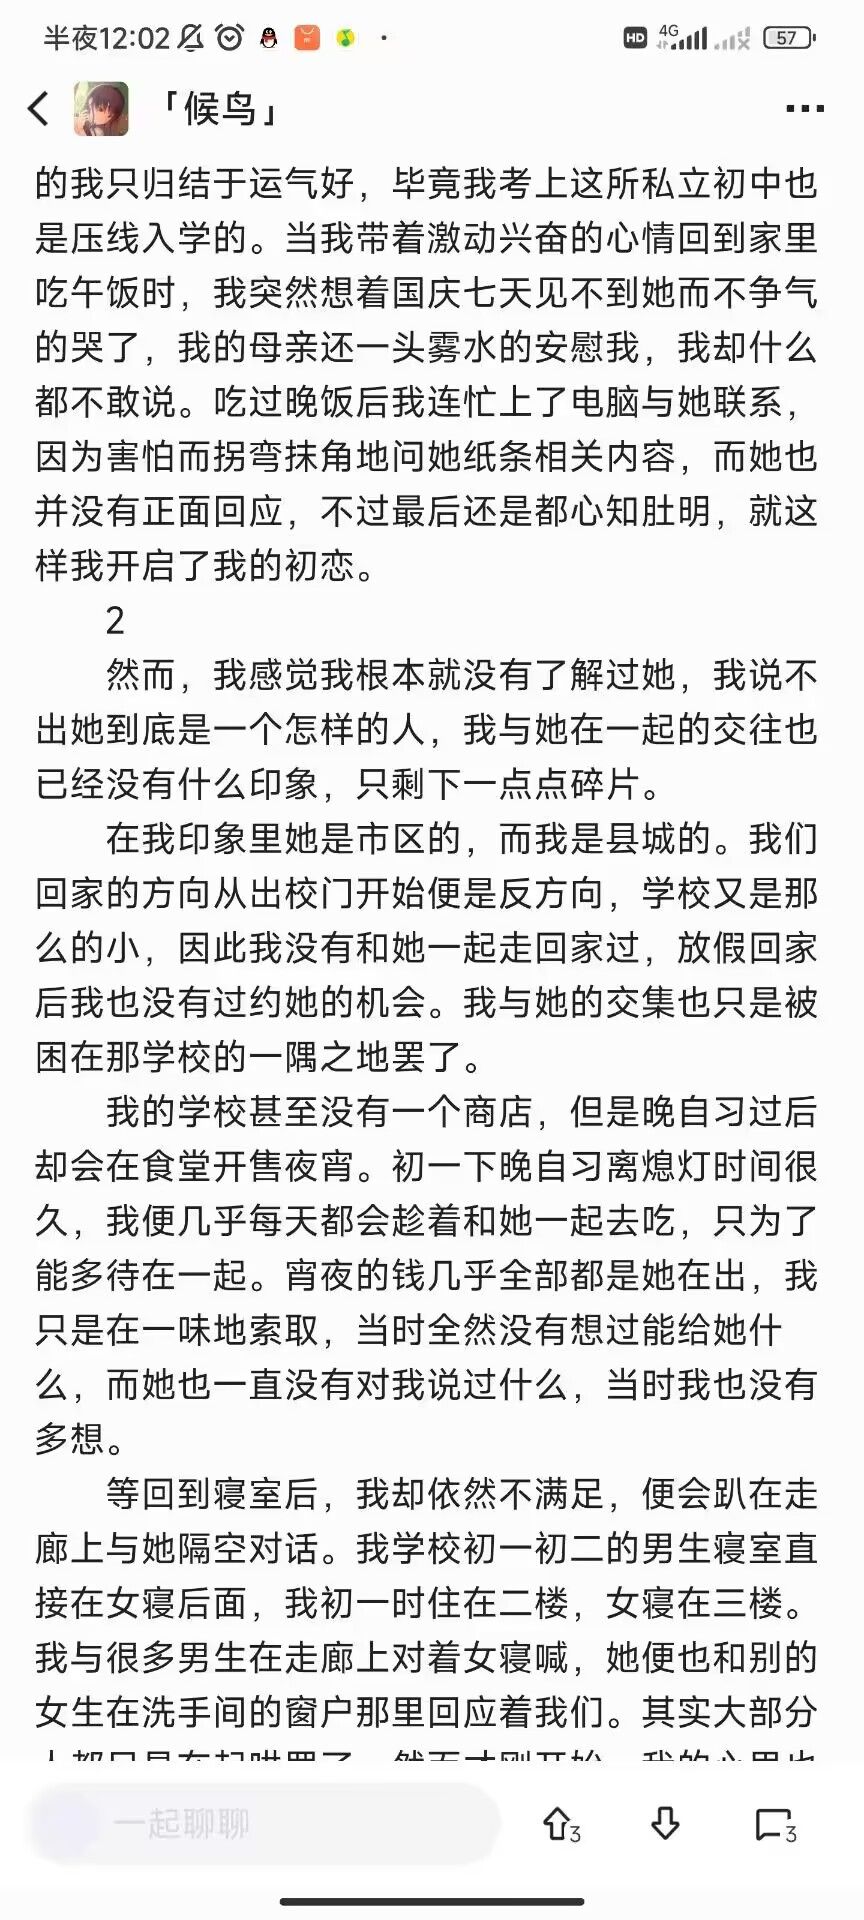 半夜12:02
HD 4G 57
「候鸟」
的我只归结于运气好，毕竟我考上这所私立初中也
是压线入学的。当我带着激动兴奋的心情回到家里
吃午饭时，我突然想着国庆七天见不到她而不争气
的哭了，我的母亲还一头雾水的安慰我，我却什么
都不敢说。吃过晚饭后我连忙上了电脑与她联系，
因为害怕而拐弯抹角地问她纸条相关内容，而她也
并没有正面回应，不过最后还是都心知肚明，就这
样我开启了我的初恋。
2
然而，我感觉我根本就没有了解过她，我说不
出她到底是一个怎样的人，我与她在一起的交往也
已经没有什么印象，只剩下一点点碎片。
在我印象里她是市区的，而我是县城的。我们
回家的方向从出校门开始便是反方向，学校又是那
么的小，因此我没有和她一起走回家过，放假回家
后我也没有过约她的机会。我与她的交集也只是被
困在那学校的一隅之地罢了。
我的学校甚至没有一个商店，但是晚自习过后
却会在食堂开售夜宵。初一下晚自习离熄灯时间很
久，我便几乎每天都会趁着和她一起去吃，只为了
能多待在一起。宵夜的钱几乎全部都是她在出，我
只是在一味地索取，当时全然没有想过能给她什
么，而她也一直没有对我说过什么，当时我也没有
多想。
等回到寝室后，我却依然不满足，便会趴在走
廊上与她隔空对话。我学校初一初二的男生寝室直
接在女寝后面，我初一时住在二楼，女寝在三楼。
我与很多男生在走廊上对着女寝喊，她便也和别的
女生在洗手间的窗户那里回应着我们。其实大部分
人都只是在起哄罢了，然而才刚开始，我的心里也
一起聊聊
3
3